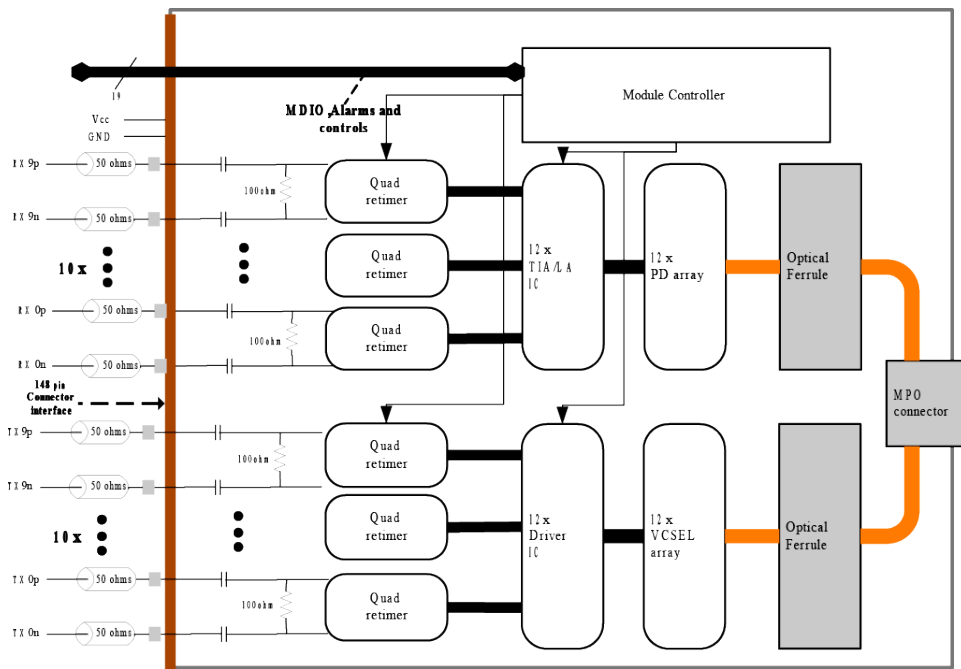 19
Vcc
GND
MDIO ,Alarms and
controls
Module Controller
RX 9p
50 ohms
100ohm
Quad
retimer
RX 9n
50 ohms
10x
Quad
retimer
12 x
TIA/LA
IC
12 x
PD array
Optical
Ferrule
RX 0p
50 ohms
100ohm
Quad
retimer
RX 0n
50 ohms
148 pin
Connector
interface
MPO
connector
TX 9p
50 ohms
100ohm
Quad
retimer
TX 9n
50 ohms
10x
Quad
retimer
12x
Driver
IC
12x
VCSEL
array
Optical
Ferrule
TX 0p
50 ohms
100ohm
Quad
retimer
TX 0n
50 ohms